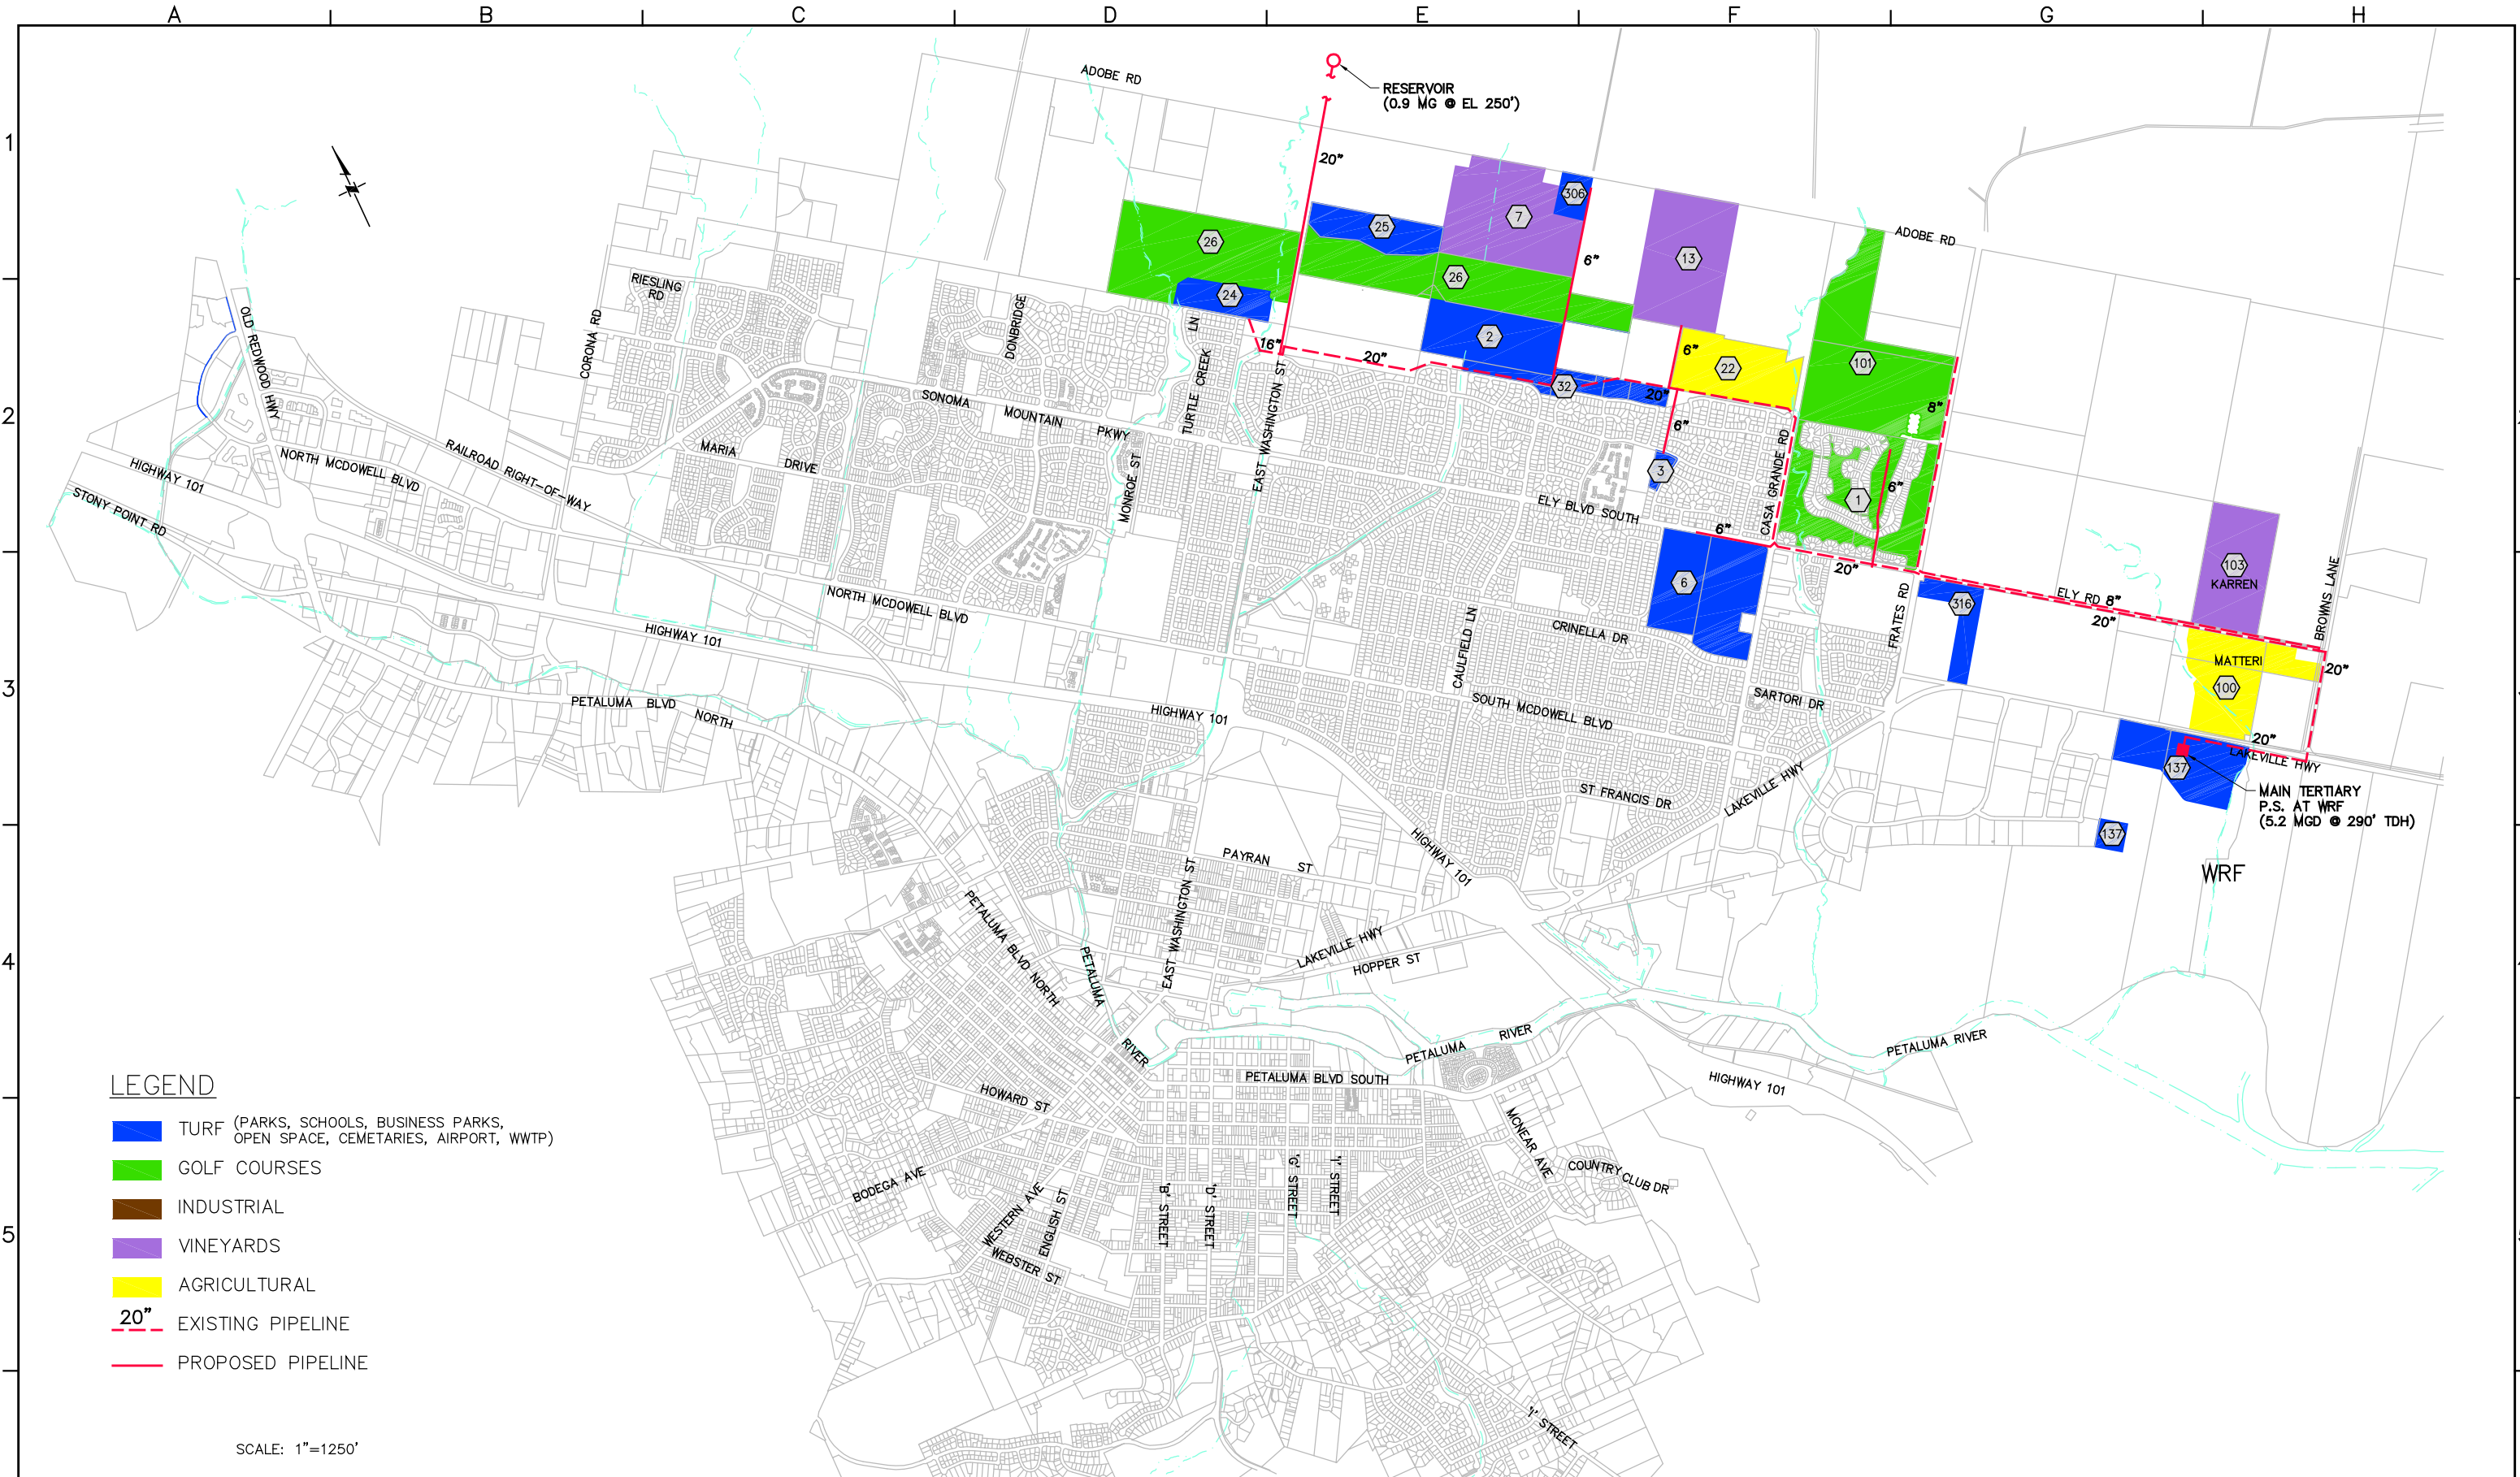 A
B
C
D
E
F
G
H
1
2
3
4
5
ADOBE RD
RESERVOIR
(0.9 MG @ EL 250')
20"
306
7
25
26
26
24
13
6"
ADOBE RD
RIESLING
RD
OLD REDWOOD HWY
CORONA RD
DONBRIDGE
LN
TURTLE CREEK
16"
20"
2
32
6"
22
20"
101
8"
EAST WASHINGTON ST
SONOMA
MOUNTAIN
PKWY
MARIA
DRIVE
MONROE ST
RAILROAD RIGHT-OF-WAY
NORTH MCDOWELL BLVD
HIGHWAY 101
STONY POINT RD
6"
3
CASA GRANDE RD
1
6"
ELY BLVD SOUTH
6"
20"
6
103
KARREN
ELY RD
8"
20"
BROWNS LANE
316
FRATES RD
NORTH MCDOWELL BLVD
HIGHWAY 101
CAULFIELD LN
CRINELLA DR
MATTERI
20"
100
PETALUMA BLVD
NORTH
HIGHWAY 101
SOUTH MCDOWELL BLVD
SARTORI DR
20"
LAKEVILLE HWY
137
MAIN TERTIARY
P.S. AT WRF
(5.2 MGD @ 290' TDH)
ST FRANCIS DR
LAKEVILLE HWY
137
WRF
HIGHWAY 101
PAYRAN
ST
EAST WASHINGTON ST
PETALUMA BLVD NORTH
PETALUMA
RIVER
LAKEVILLE HWY
HOPPER ST
PETALUMA
RIVER
PETALUMA RIVER
HIGHWAY 101
PETALUMA BLVD SOUTH
HOWARD ST
MCNEAR AVE
COUNTRY
CLUB DR
BODEGA AVE
WESTERN AVE
ENGLISH ST
WEBSTER ST
'B' STREET
'D' STREET
'G' STREET
'I' STREET
'I' STREET
LEGEND
TURF (PARKS, SCHOOLS, BUSINESS PARKS,
OPEN SPACE, CEMETARIES, AIRPORT, WWTP)
GOLF COURSES
INDUSTRIAL
VINEYARDS
AGRICULTURAL
20"
EXISTING PIPELINE
PROPOSED PIPELINE
SCALE: 1"=1250'